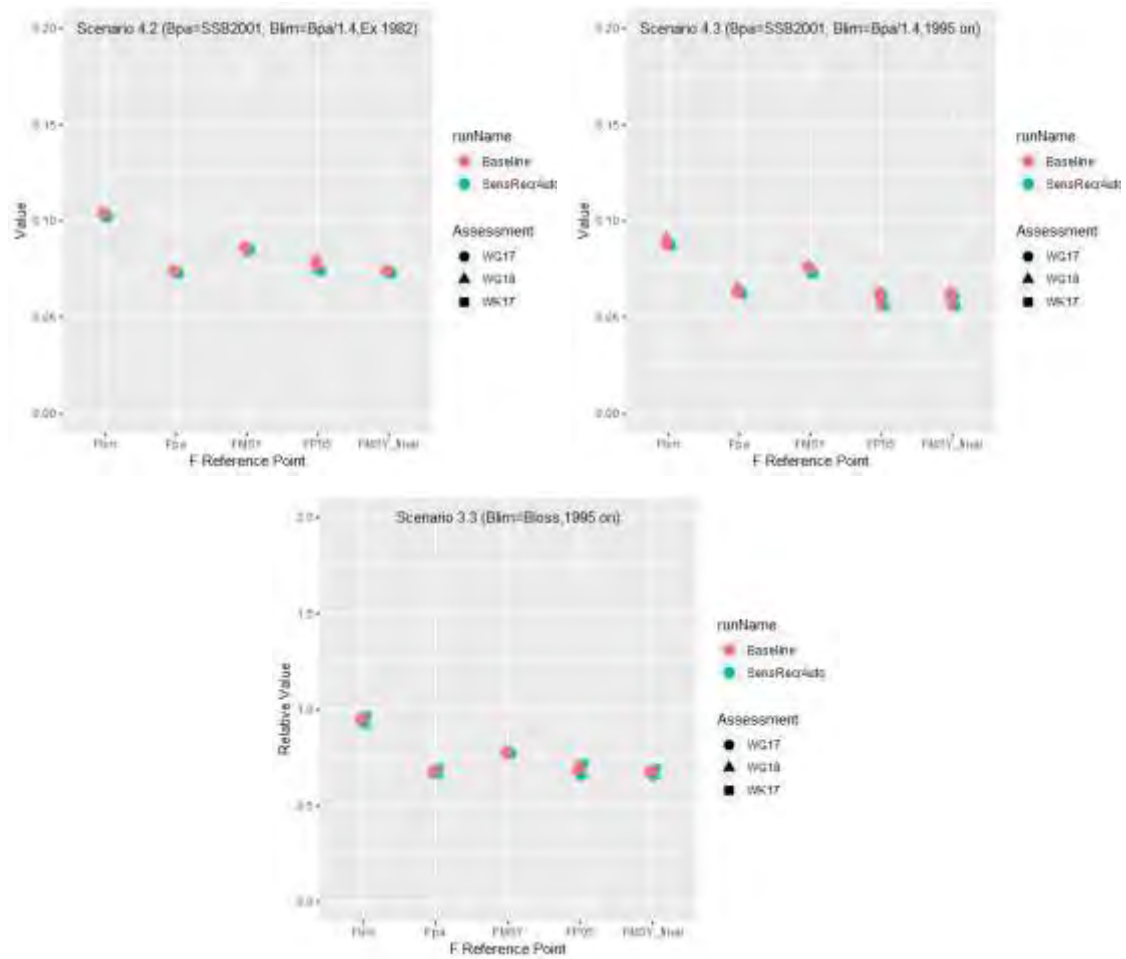 Scenario 4.2 (Bpa=SSB2001, Blim=Bpa/1.4,Ex 1982)
0.20
0.15
0.10
0.05
0.00
Value
Flim
Fpa
FMSY
FP05
FMSY_final
F Reference Point
runName
Baseline
SensRecrAuto
Assessment
WG17
WG18
WK17
Scenario 4.3 (Bpa=SSB2001, Blim=Bpa/1.4,1995 on)
0.20
0.15
0.10
0.05
0.00
Value
Flim
Fpa
FMSY
FP05
FMSY_final
F Reference Point
runName
Baseline
SensRecrAuto
Assessment
WG17
WG18
WK17
Scenario 3.3 (Blim=Bloss,1995 on)
2.0
1.5
1.0
0.5
0.0
Relative Value
Flim
Fpa
FMSY
FP05
FMSY_final
F Reference Point
runName
Baseline
SensRecrAuto
Assessment
WG17
WG18
WK17